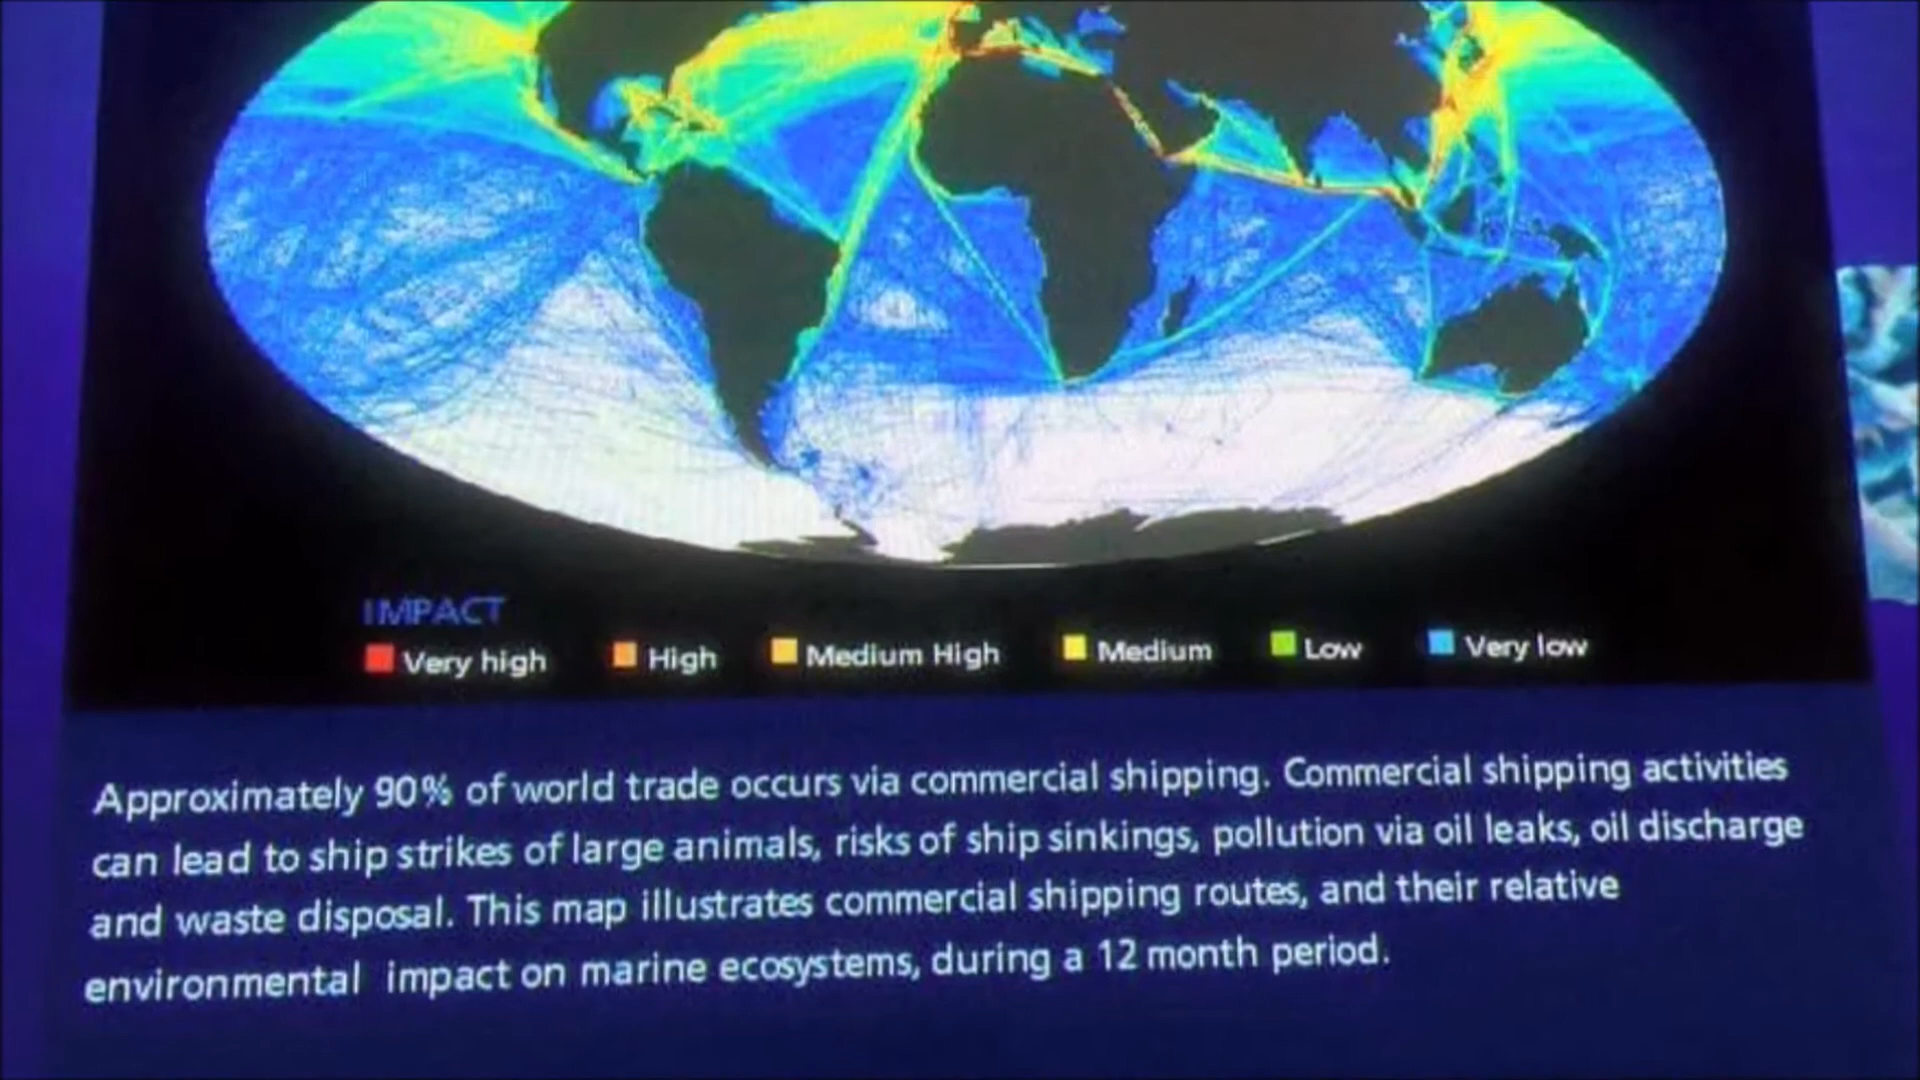 IMPACT
Very high High Medium High Medium Low Very low
Approximately 90% of world trade occurs via commercial shipping. Commercial shipping activities
can lead to ship strikes of large animals, risks of ship sinkings, pollution via oil leaks, oil discharge
and waste disposal. This map illustrates commercial shipping routes, and their relative
environmental impact on marine ecosystems, during a 12 month period.